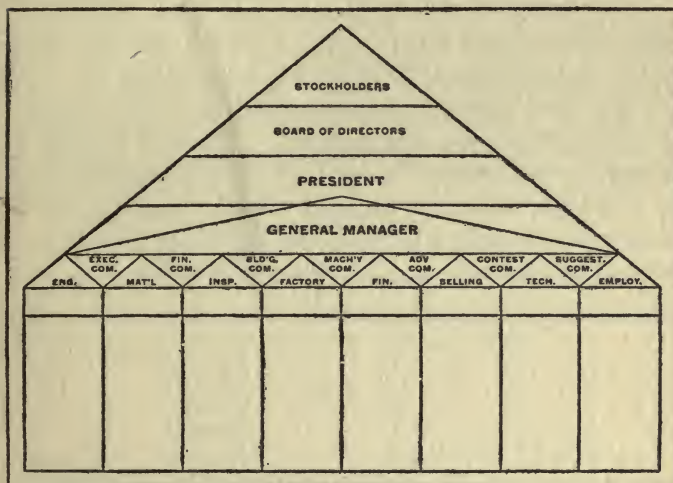 STOCKHOLDERS
BOARD OF DIRECTORS
PRESIDENT
GENERAL MANAGER
EXEC. COM.
FIN. COM.
BLD'G. COM.
MACH'Y COM.
ADV COM.
CONTEST COM.
SUGGEST. COM.
ENG.
MAT'L
INSP.
FACTORY
FIN.
SELLING
TECH.
EMPLOY.